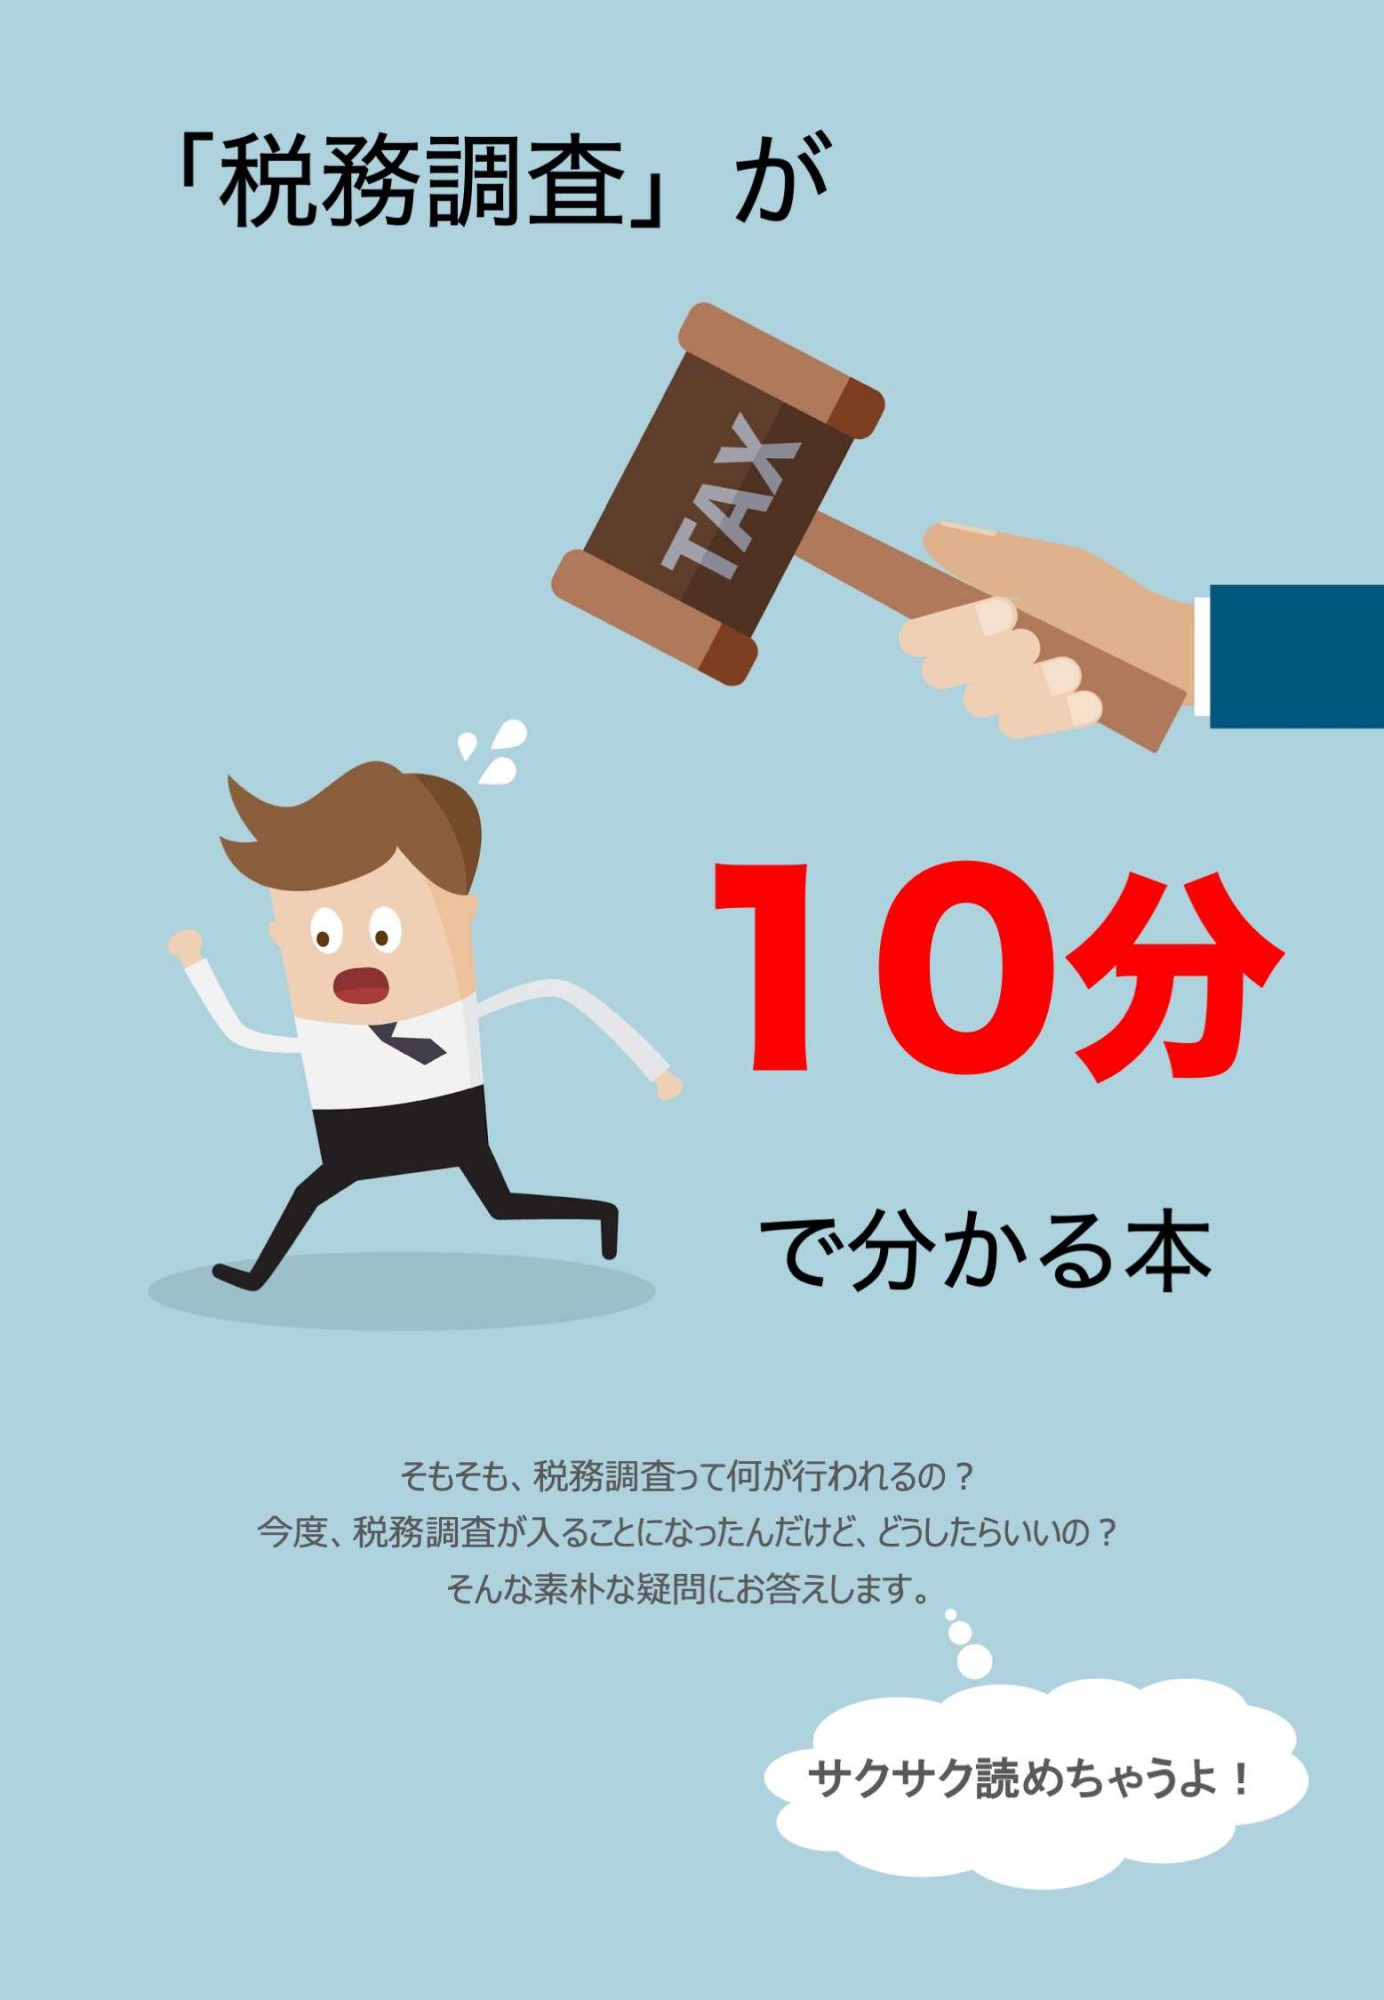 「税務調査」が
TAX
10分
で分かる本
そもそも、税務調査って何が行われるの？
今度、税務調査が入ることになったんだけど、どうしたらいいの？
そんな素朴な疑問にお答えします。
サクサク読めちゃうよ！